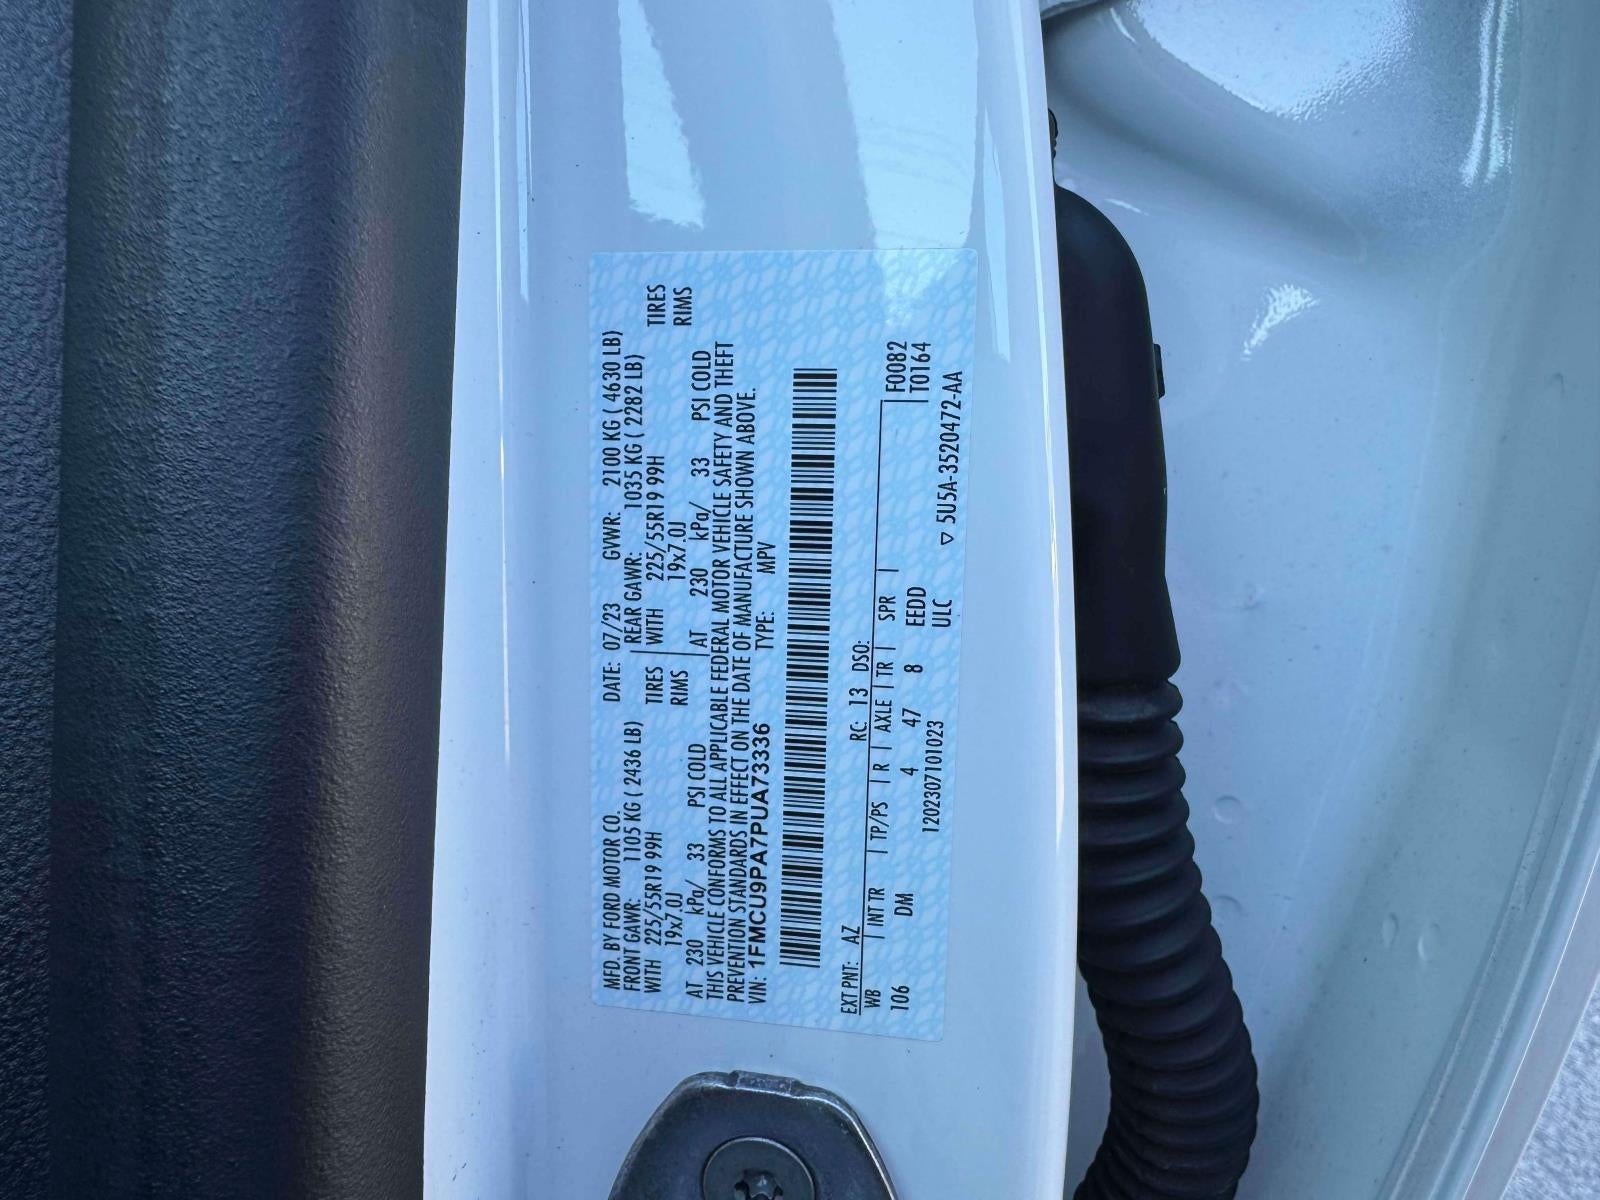 MFD. BY FORD MOTOR CO. DATE: 07/23 GVWR: 2100 KG ( 4630 LB)
FRONT GAWR: 1105 KG ( 2436 LB) REAR GAWR: 1035 KG ( 2282 LB)
WITH 225/55R19 99H TIRES WITH 225/55R19 99H TIRES
19x7.0J RIMS 19x7.0J RIMS
AT 230 kPa/ 33 PSI COLD AT 230 kPa/ 33 PSI COLD
THIS VEHICLE CONFORMS TO ALL APPLICABLE FEDERAL MOTOR VEHICLE SAFETY AND THEFT
PREVENTION STANDARDS IN EFFECT ON THE DATE OF MANUFACTURE SHOWN ABOVE.
VIN: 1FMCU9PA7PUA73336 TYPE: MPV
EXT PNT: AZ RC: 13 DSO:
WB INT TR TP/PS R AXLE TR SPR F0082
106 DM 4 47 8 EEDD T0164
120230710 1023 ULC ▽ 5U5A-3520472-AA